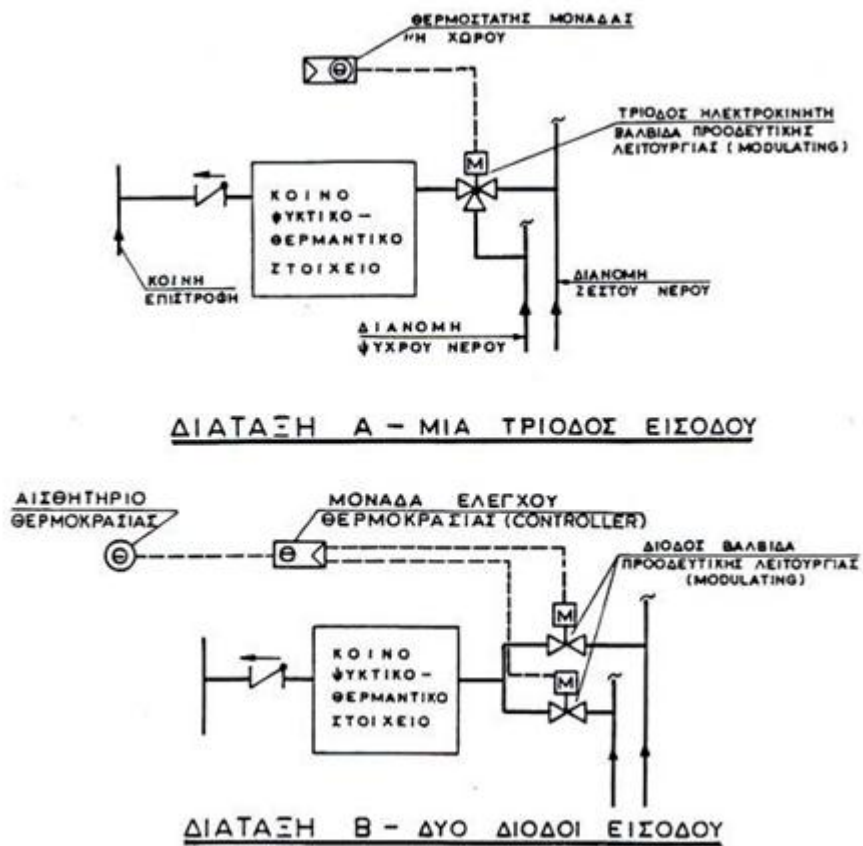 ΘΕΡΜΟΣΤΑΤΗΣ ΜΟΝΑΔΑΣ
Ή ΧΩΡΟΥ
Θ
ΤΡΙΟΔΟΣ ΗΛΕΚΤΡΟΚΙΝΗΤΗ
ΒΑΛΒΙΔΑ ΠΡΟΟΔΕΥΤΙΚΗΣ
ΛΕΙΤΟΥΡΓΙΑΣ (MODULATING)
M
ΚΟΙΝΟ
ΨΥΚΤΙΚΟ-
ΘΕΡΜΑΝΤΙΚΟ
ΣΤΟΙΧΕΙΟ
ΚΟΙΝΗ
ΕΠΙΣΤΡΟΦΗ
ΔΙΑΝΟΜΗ
ΖΕΣΤΟΥ ΝΕΡΟΥ
ΔΙΑΝΟΜΗ
ΨΥΧΡΟΥ ΝΕΡΟΥ
ΔΙΑΤΑΞΗ Α - ΜΙΑ ΤΡΙΟΔΟΣ ΕΙΣΟΔΟΥ
ΑΙΣΘΗΤΗΡΙΟ
ΘΕΡΜΟΚΡΑΣΙΑΣ
ΜΟΝΑΔΑ ΕΛΕΓΧΟΥ
ΘΕΡΜΟΚΡΑΣΙΑΣ (CONTROLLER)
Θ
Θ
ΔΙΟΔΟΣ ΒΑΛΒΙΔΑ
ΠΡΟΟΔΕΥΤΙΚΗΣ ΛΕΙΤΟΥΡΓΙΑΣ
(MODULATING)
M
M
ΚΟΙΝΟ
ΨΥΚΤΙΚΟ-
ΘΕΡΜΑΝΤΙΚΟ
ΣΤΟΙΧΕΙΟ
ΔΙΑΤΑΞΗ Β - ΔΥΟ ΔΙΟΔΟΙ ΕΙΣΟΔΟΥ